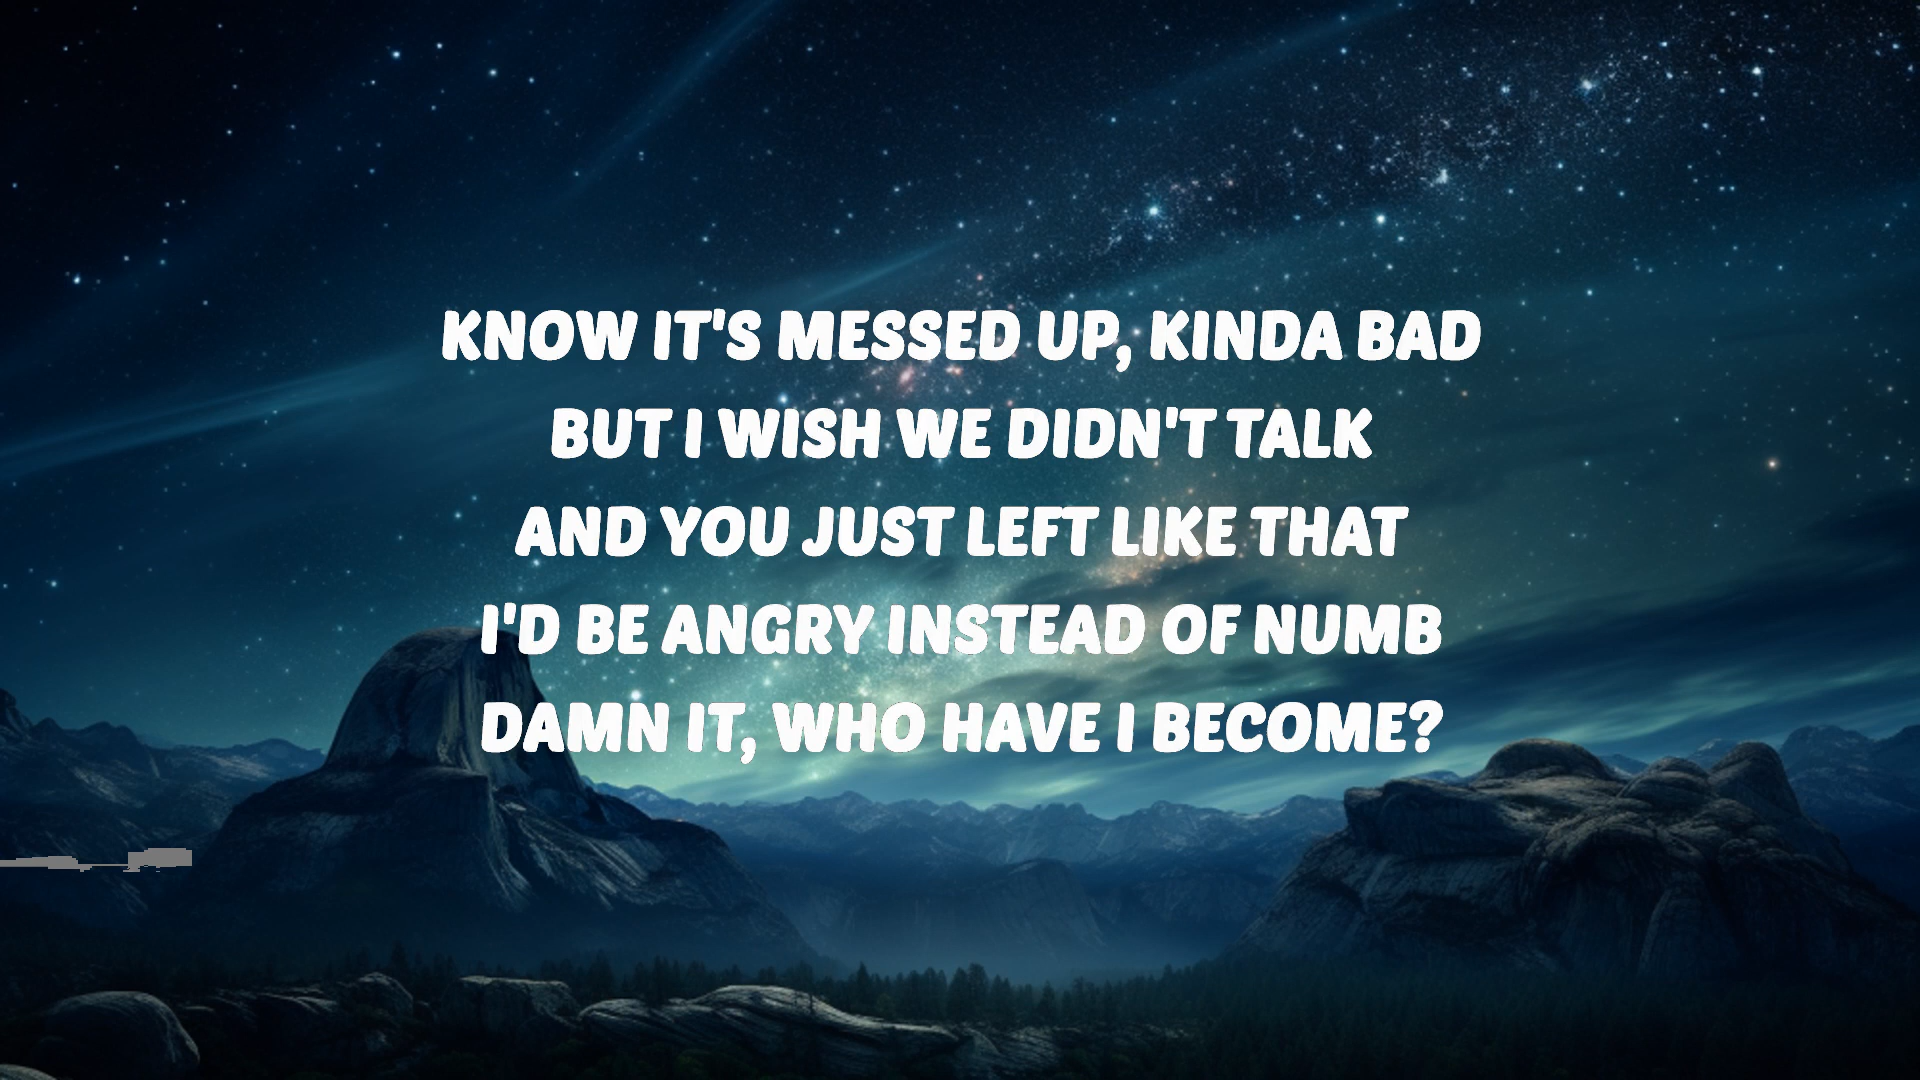 KNOW IT'S MESSED UP, KINDA BAD
BUT I WISH WE DIDN'T TALK
AND YOU JUST LEFT LIKE THAT
I'D BE ANGRY INSTEAD OF NUMB
DAMN IT, WHO HAVE I BECOME?